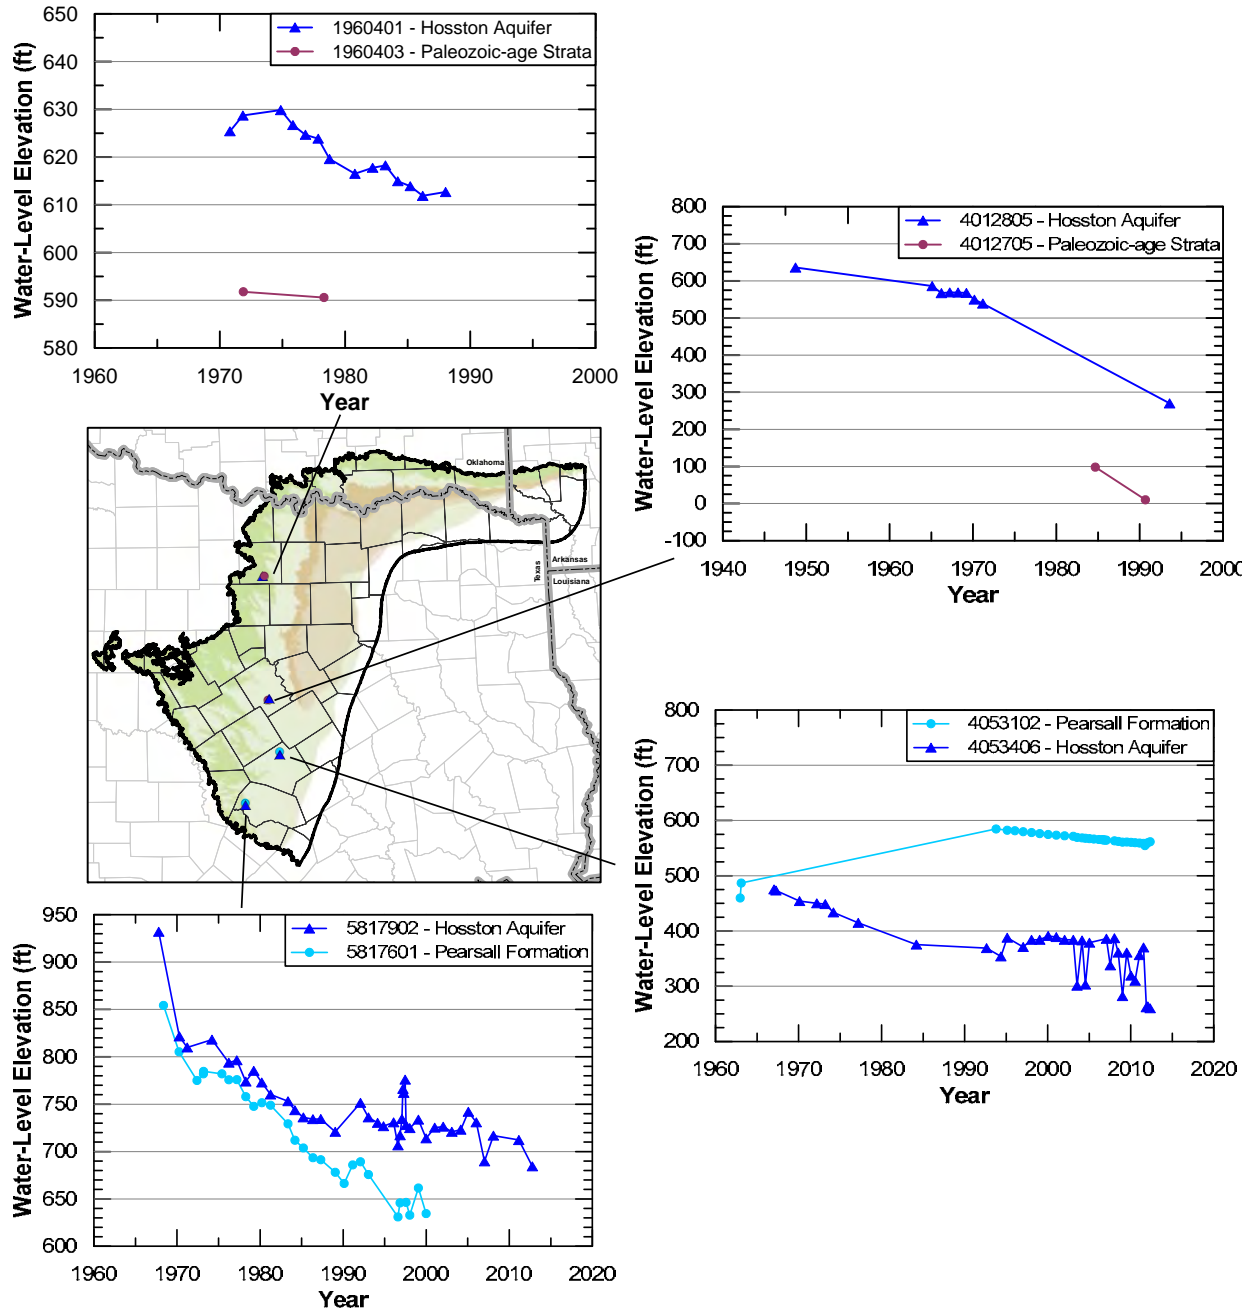 650
640
630
620
610
600
590
580
Water-Level Elevation (ft)
1960401 - Hosston Aquifer
1960403 - Paleozoic-age Strata
1960 1970 1980 1990 2000
Year
800
700
600
500
400
300
200
100
0
-100
Water-Level Elevation (ft)
4012805 - Hosston Aquifer
4012705 - Paleozoic-age Strata
1940 1950 1960 1970 1980 1990 2000
Year
Oklahoma
Texas
Arkansas
Louisiana
800
700
600
500
400
300
200
Water-Level Elevation (ft)
4053102 - Pearsall Formation
4053406 - Hosston Aquifer
1960 1970 1980 1990 2000 2010 2020
Year
950
900
850
800
750
700
650
600
Water-Level Elevation (ft)
5817902 - Hosston Aquifer
5817601 - Pearsall Formation
1960 1970 1980 1990 2000 2010 2020
Year